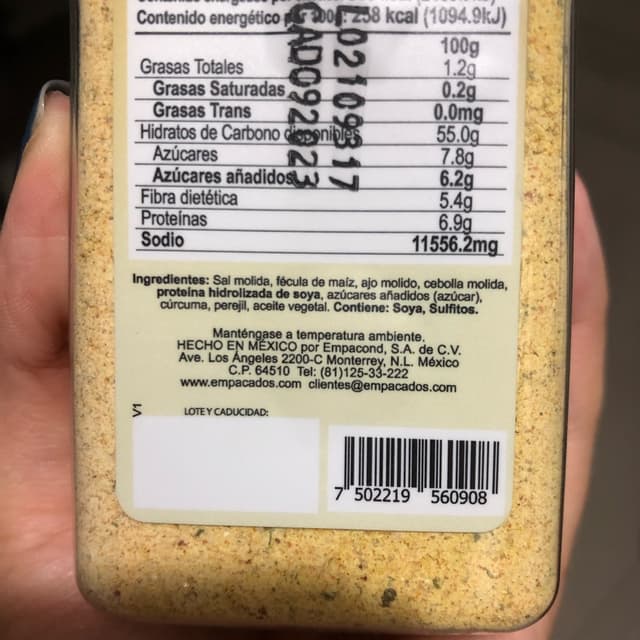 Contenido energético por 100g: 258 kcal (1094.9kJ)
100g
Grasas Totales 1.2g
Grasas Saturadas 0.2g
Grasas Trans 0.0mg
Hidratos de Carbono disponibles 55.0g
Azúcares 7.8g
Azúcares añadidos 6.2g
Fibra dietética 5.4g
Proteínas 6.9g
Sodio 11556.2mg
L02109317
CAD092023
Ingredientes: Sal molida, fécula de maíz, ajo molido, cebolla molida,
proteína hidrolizada de soya, azúcares añadidos (azúcar),
cúrcuma, perejil, aceite vegetal. Contiene: Soya, Sulfitos.
Manténgase a temperatura ambiente.
HECHO EN MÉXICO por Empacond, S.A. de C.V.
Ave. Los Ángeles 2200-C Monterrey, N.L. México
C.P. 64510 Tel: (81)125-33-222
www.empacados.com clientes@empacados.com
V1
LOTE Y CADUCIDAD:
7 502219 560908